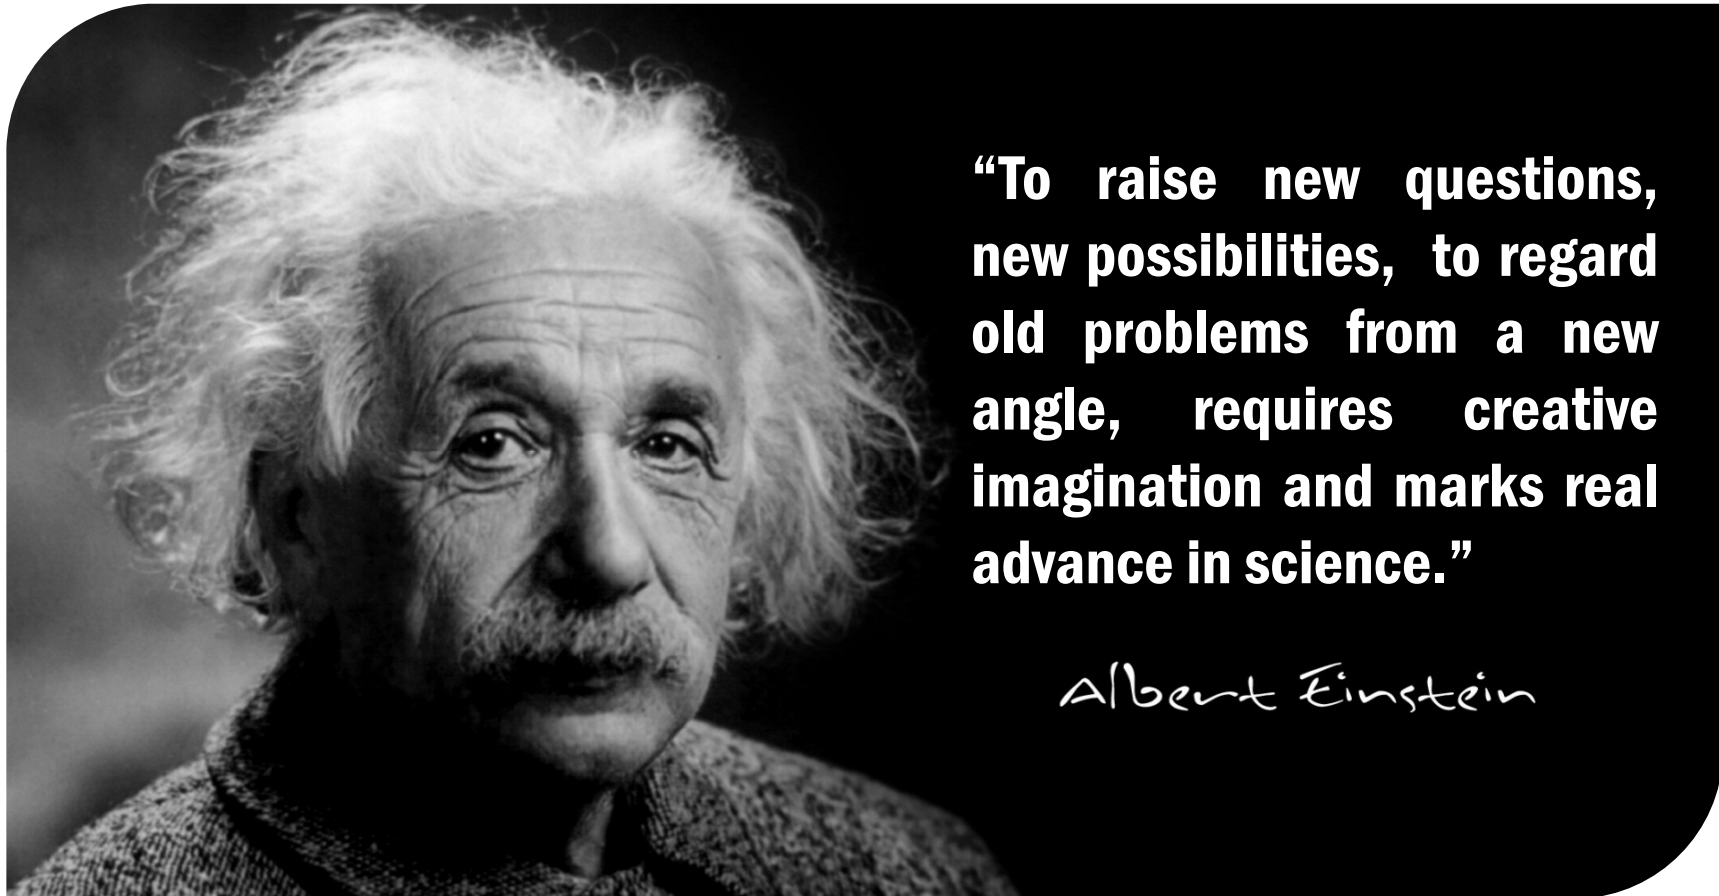 “To raise new questions,
new possibilities, to regard
old problems from a new
angle, requires creative
imagination and marks real
advance in science.”
Albert Einstein